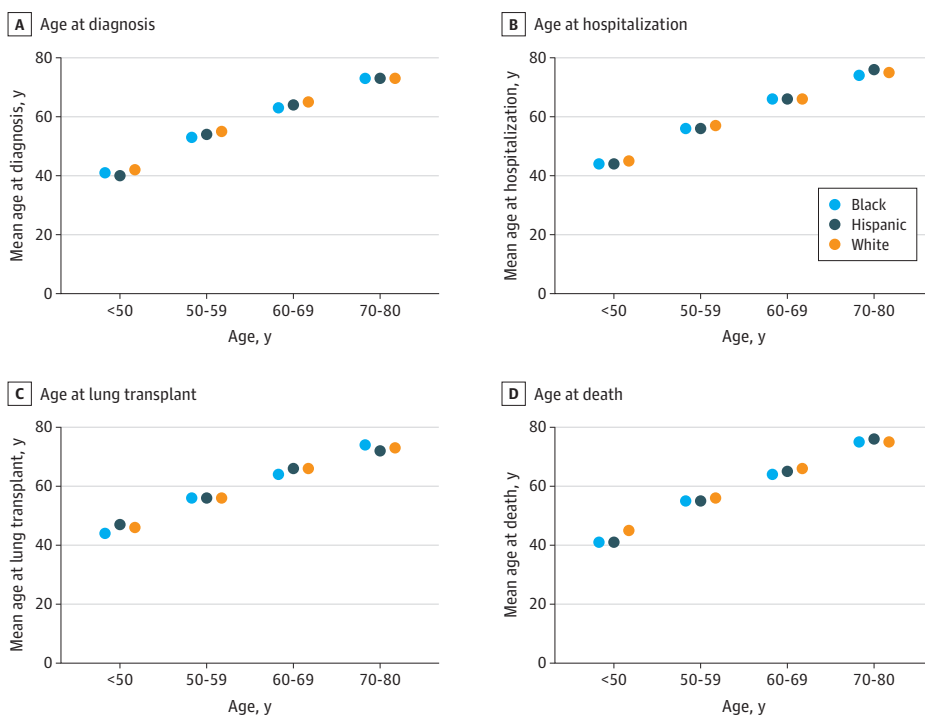 A Age at diagnosis
Mean age at diagnosis, y
80
60
40
20
0
<50 50-59 60-69 70-80
Age, y
B Age at hospitalization
Mean age at hospitalization, y
80
60
40
20
0
Black
Hispanic
White
<50 50-59 60-69 70-80
Age, y
C Age at lung transplant
Mean age at lung transplant, y
80
60
40
20
0
<50 50-59 60-69 70-80
Age, y
D Age at death
Mean age at death, y
80
60
40
20
0
<50 50-59 60-69 70-80
Age, y